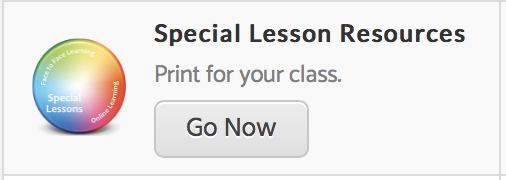 Special Lesson Resources
Print for your class.
Face to Face Learning
Special
Lessons
Online Learning
Go Now